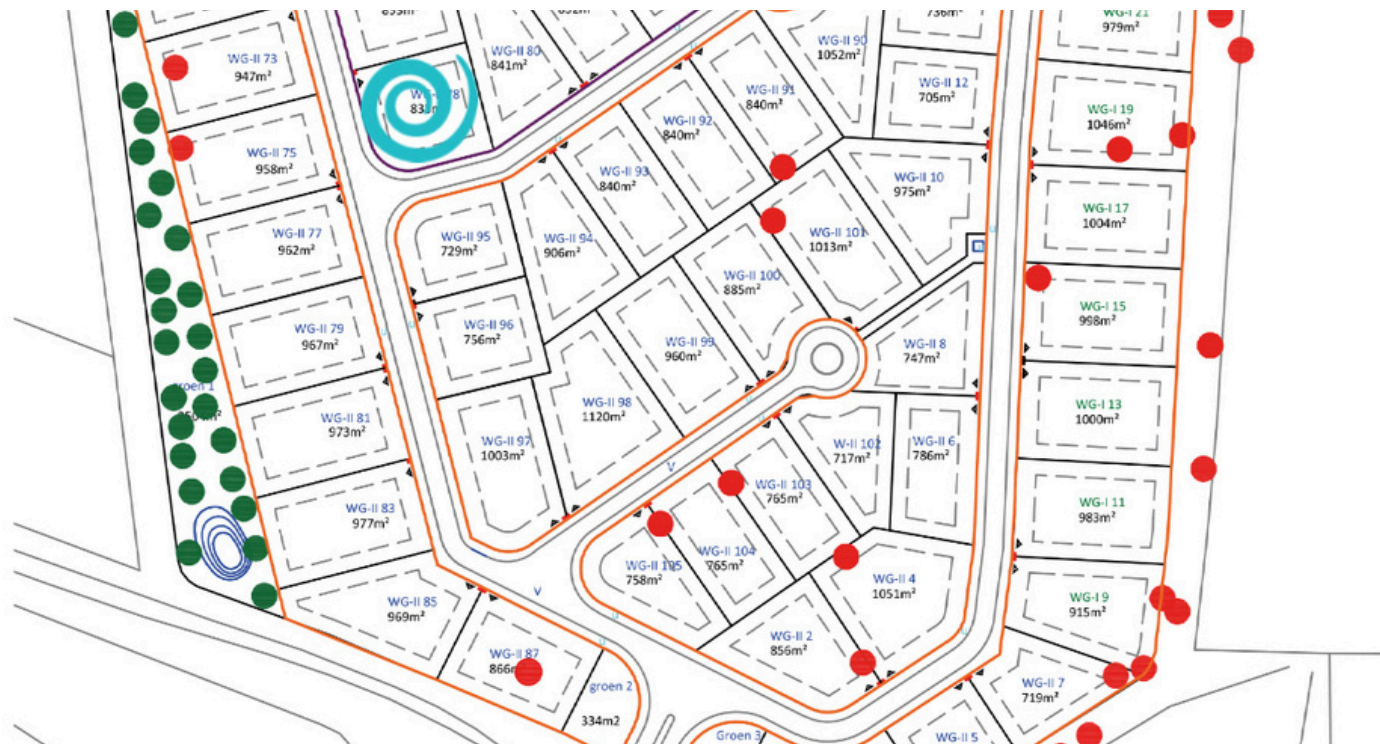 WG-I 21
979m²
WG-II 73
947m²
WG-II 80
841m²
WG-II 90
1052m²
WG-II 12
705m²
WG-II 91
840m²
WG-II 92
840m²
WG-I 19
1046m²
WG-II 75
958m²
WG-II 93
840m²
WG-II 10
975m²
WG-I 17
1004m²
WG-II 77
962m²
WG-II 95
729m²
WG-II 94
906m²
WG-II 101
1013m²
WG-II 100
885m²
WG-I 15
998m²
WG-II 79
967m²
WG-II 96
756m²
WG-II 99
960m²
WG-II 8
747m²
WG-II 98
1120m²
WG-I 13
1000m²
WG-II 81
973m²
WG-II 97
1003m²
W-II 102
717m²
WG-II 6
786m²
V
WG-II 103
765m²
WG-I 11
983m²
WG-II 83
977m²
WG-II 104
765m²
WG-II 105
758m²
WG-II 4
1051m²
V
WG-II 85
969m²
WG-I 9
915m²
WG-II 2
856m²
WG-II 87
groen 2
334m2
WG-II 7
719m²
Groen 3
WG-II 5